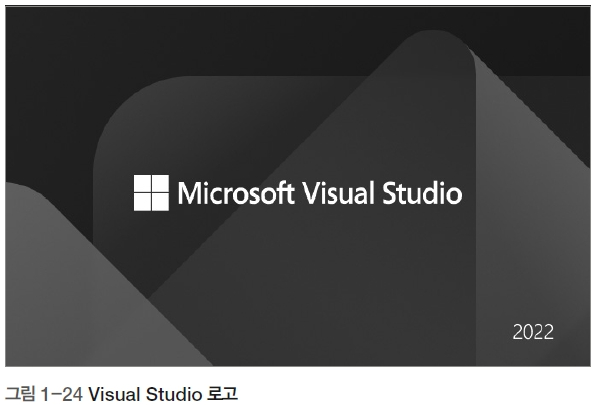 Microsoft Visual Studio
2022
그림 1-24 Visual Studio 로고